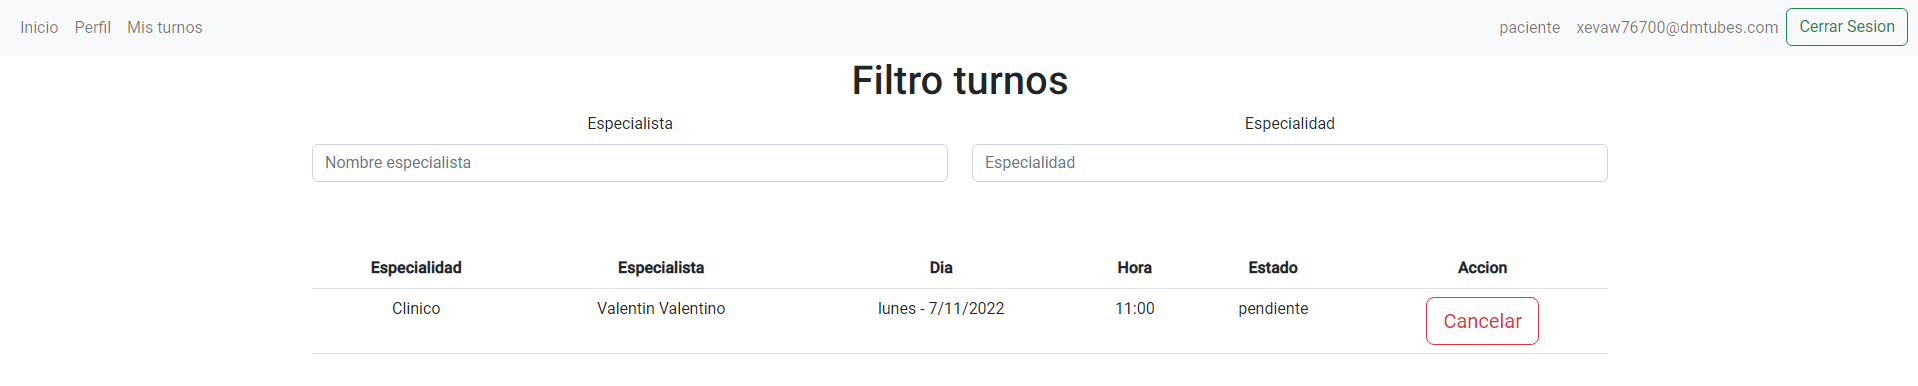 Inicio Perfil Mis turnos paciente xevaw76700@dmtubes.com Cerrar Sesion
Filtro turnos
Especialista Especialidad
Nombre especialista Especialidad
Especialidad Especialista Dia Hora Estado Accion
Clinico Valentin Valentino lunes - 7/11/2022 11:00 pendiente Cancelar